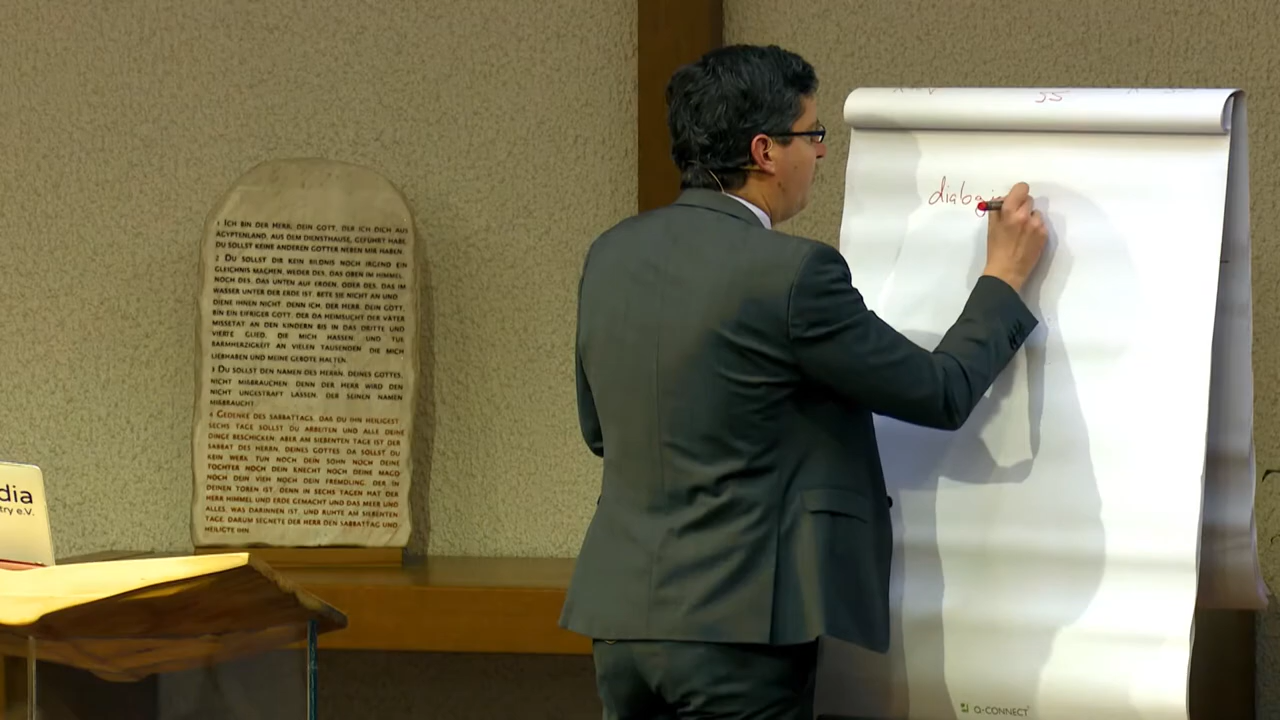 1 ICH BIN DER HERR, DEIN GOTT, DER ICH DICH AUS
ÄGYPTENLAND, AUS DEM DIENSTHAUSE, GEFÜHRT HABE.
DU SOLLST KEINE ANDEREN GÖTTER NEBEN MIR HABEN.
2 DU SOLLST DIR KEIN BILDNIS NOCH IRGEND EIN
GLEICHNIS MACHEN, WEDER DES, DAS OBEN IM HIMMEL,
NOCH DES, DAS UNTEN AUF ERDEN, ODER DES, DAS IM
WASSER UNTER DER ERDE IST. BETE SIE NICHT AN UND
DIENE IHNEN NICHT. DENN ICH, DER HERR, DEIN GOTT,
BIN EIN EIFRIGER GOTT, DER DA HEIMSUCHT DER VÄTER
MISSETAT AN DEN KINDERN BIS IN DAS DRITTE UND
VIERTE GLIED, DIE MICH HASSEN UND TUE
BARMHERZIGKEIT AN VIELEN TAUSENDEN DIE MICH
LIEBHABEN UND MEINE GEBOTE HALTEN.
3 DU SOLLST DEN NAMEN DES HERRN, DEINES GOTTES,
NICHT MIßBRAUCHEN; DENN DER HERR WIRD DEN
NICHT UNGESTRAFT LASSEN, DER SEINEN NAMEN
MIßBRAUCHT.
4 GEDENKE DES SABBATTAGS, DAS DU IHN HEILIGEST.
SECHS TAGE SOLLST DU ARBEITEN UND ALLE DEINE
DINGE BESCHICKEN; ABER AM SIEBENTEN TAGE IST DER
SABBAT DES HERRN, DEINES GOTTES. DA SOLLST DU
KEIN WERK TUN NOCH DEIN SOHN NOCH DEINE
TOCHTER NOCH DEIN KNECHT NOCH DEINE MAGD
NOCH DEIN VIEH NOCH DEIN FREMDLING, DER IN
DEINEN TOREN IST. DENN IN SECHS TAGEN HAT DER
HERR HIMMEL UND ERDE GEMACHT UND DAS MEER UND
ALLES, WAS DARINNEN IST, UND RUHTE AM SIEBENTEN
TAGE. DARUM SEGNETE DER HERR DEN SABBATTAG UND
HEILIGTE IHN.
dia
try e.V.
55
Q-CONNECT